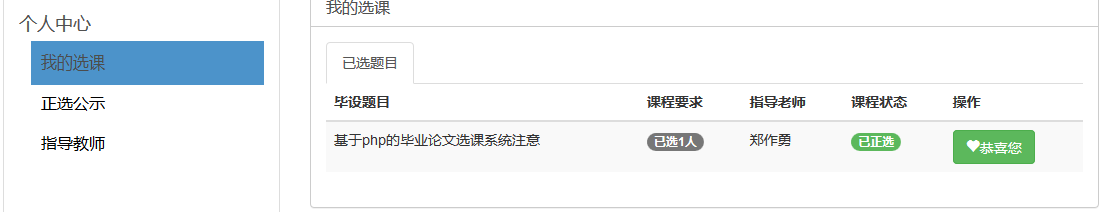 个人中心
我的选课
正选公示
指导教师
我的选课
已选题目
毕设题目 课程要求 指导老师 课程状态 操作
基于php的毕业论文选课系统注意 已选1人 郑作勇 已正选 恭喜您